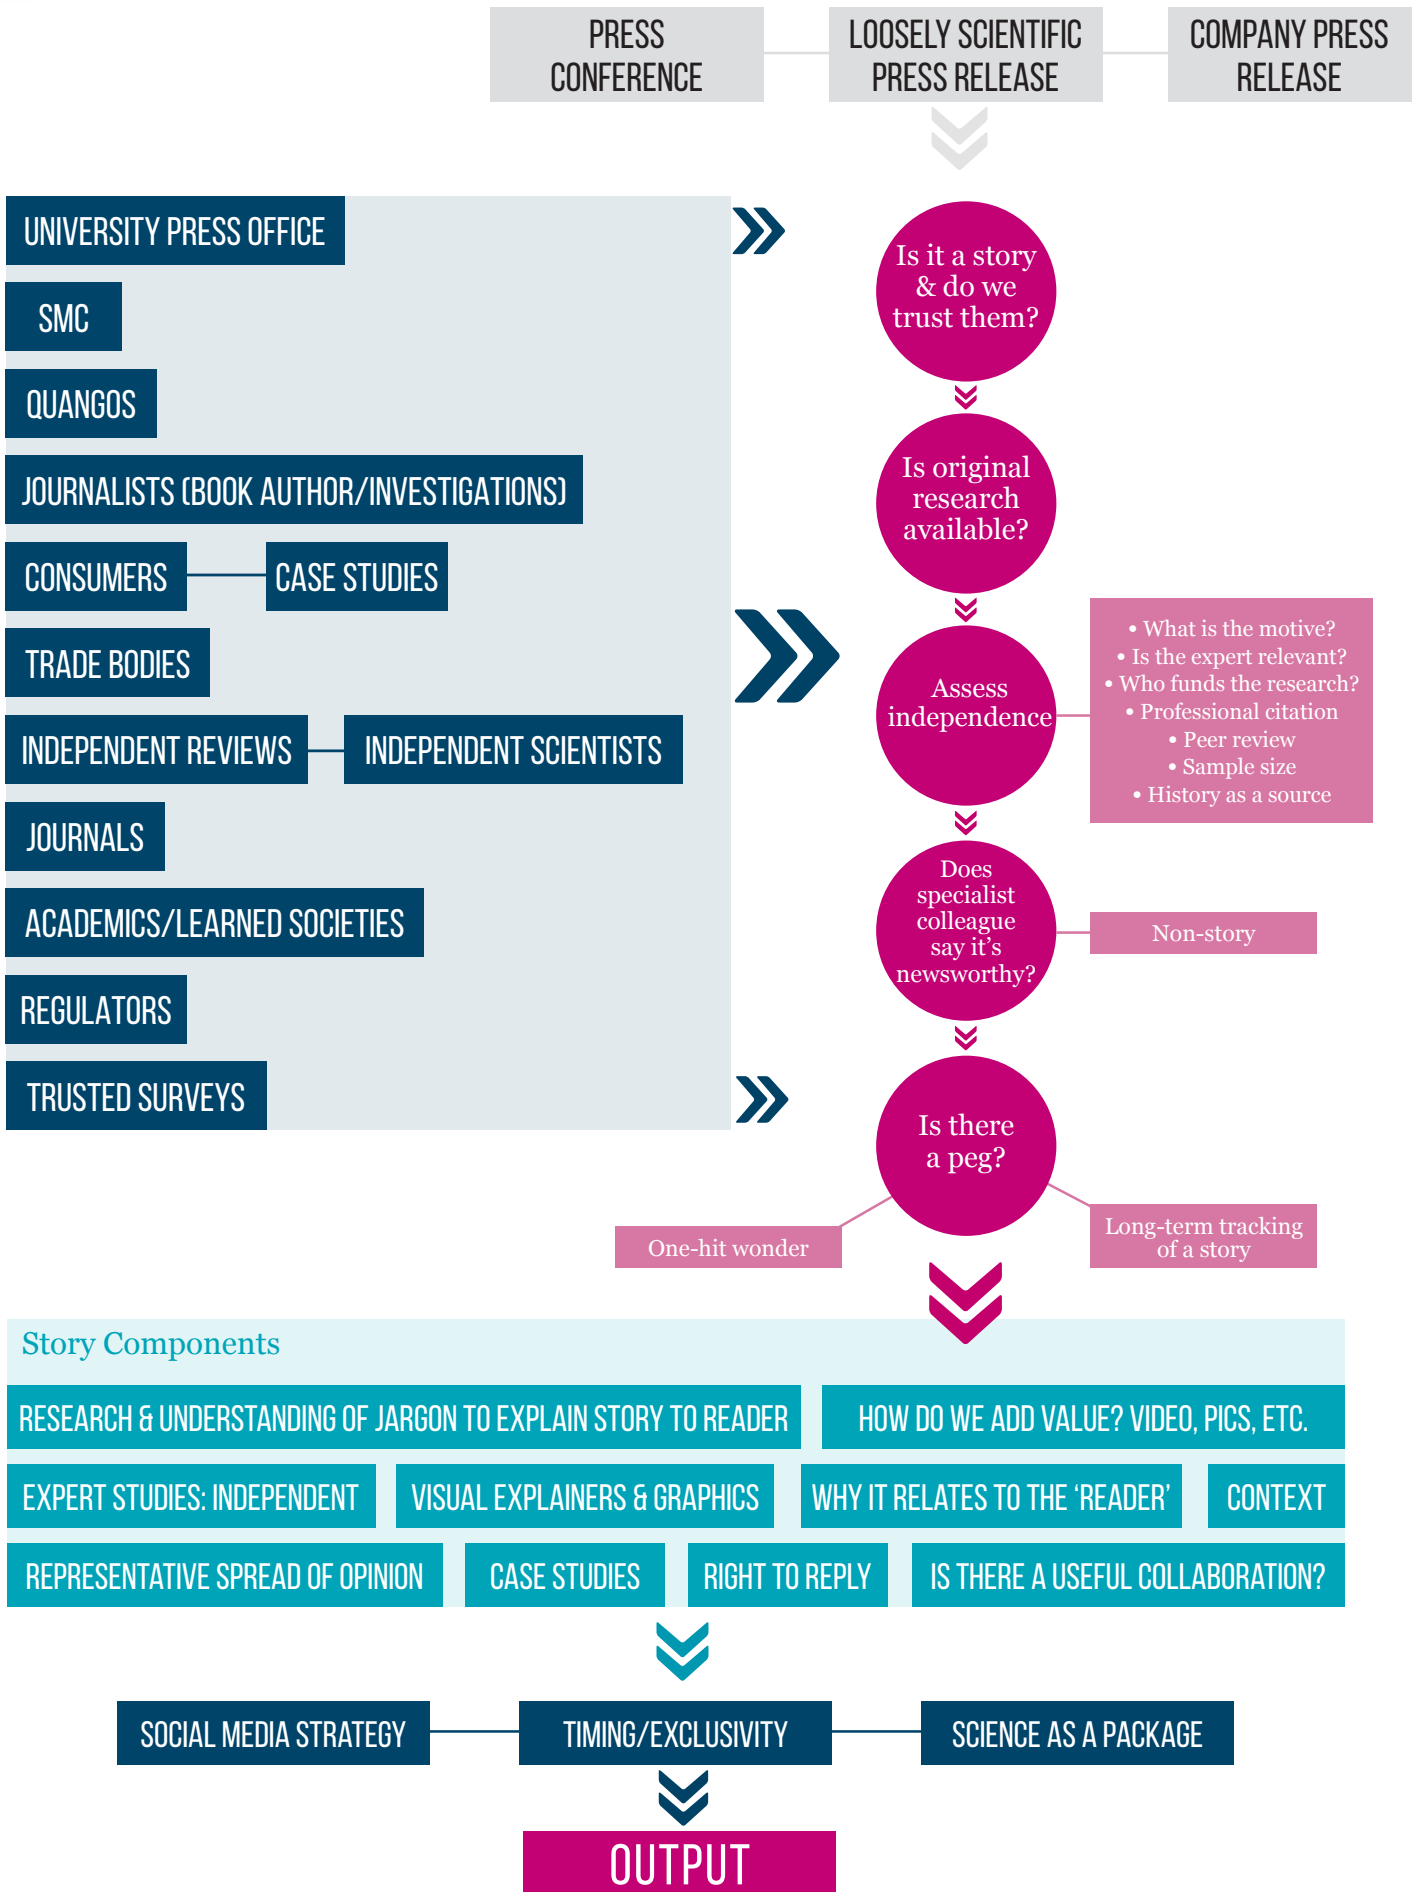 PRESS
CONFERENCE
LOOSELY SCIENTIFIC
PRESS RELEASE
COMPANY PRESS
RELEASE
UNIVERSITY PRESS OFFICE
SMC
QUANGOS
JOURNALISTS (BOOK AUTHOR/INVESTIGATIONS)
CONSUMERS
CASE STUDIES
TRADE BODIES
INDEPENDENT REVIEWS
INDEPENDENT SCIENTISTS
JOURNALS
ACADEMICS/LEARNED SOCIETIES
REGULATORS
TRUSTED SURVEYS
Is it a story
& do we
trust them?
Is original
research
available?
Assess
independence
• What is the motive?
• Is the expert relevant?
• Who funds the research?
• Professional citation
• Peer review
• Sample size
• History as a source
Does
specialist
colleague
say it's
newsworthy?
Non-story
Is there
a peg?
One-hit wonder
Long-term tracking
of a story
Story Components
RESEARCH & UNDERSTANDING OF JARGON TO EXPLAIN STORY TO READER
HOW DO WE ADD VALUE? VIDEO, PICS, ETC.
EXPERT STUDIES: INDEPENDENT
VISUAL EXPLAINERS & GRAPHICS
WHY IT RELATES TO THE ‘READER’
CONTEXT
REPRESENTATIVE SPREAD OF OPINION
CASE STUDIES
RIGHT TO REPLY
IS THERE A USEFUL COLLABORATION?
SOCIAL MEDIA STRATEGY
TIMING/EXCLUSIVITY
SCIENCE AS A PACKAGE
OUTPUT